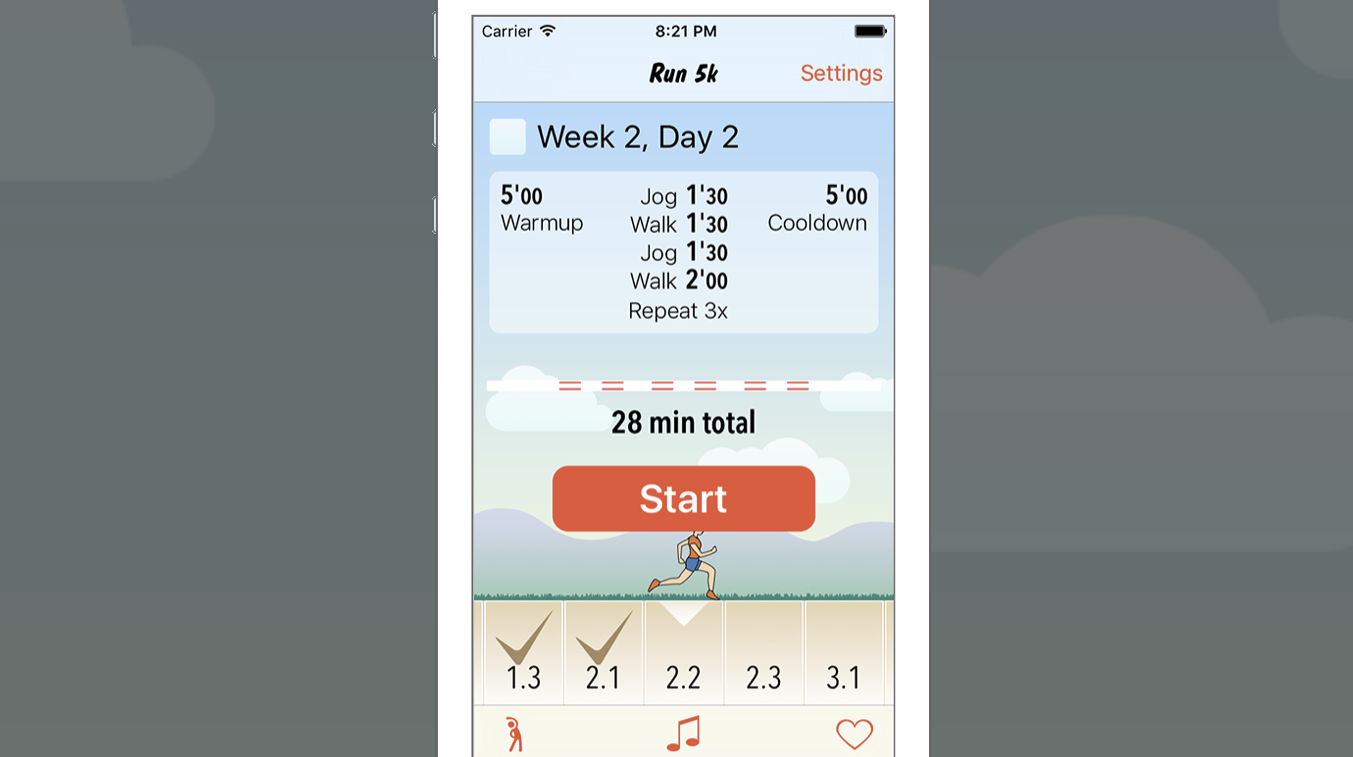 Carrier 8:21 PM
Run 5k Settings
Week 2, Day 2
5'00 Jog 1'30 5'00
Warmup Walk 1'30 Cooldown
Jog 1'30
Walk 2'00
Repeat 3x
28 min total
Start
1.3 2.1 2.2 2.3 3.1